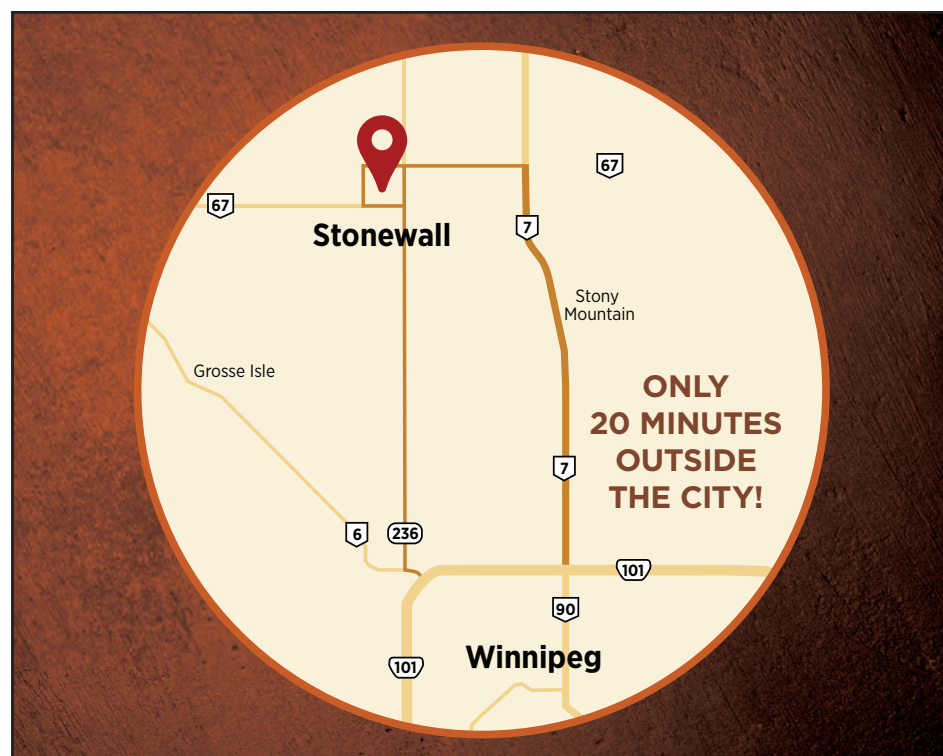 67
67
Stonewall
7
Stony
Mountain
Grosse Isle
ONLY
20 MINUTES
OUTSIDE
THE CITY!
7
6
236
101
90
Winnipeg
101